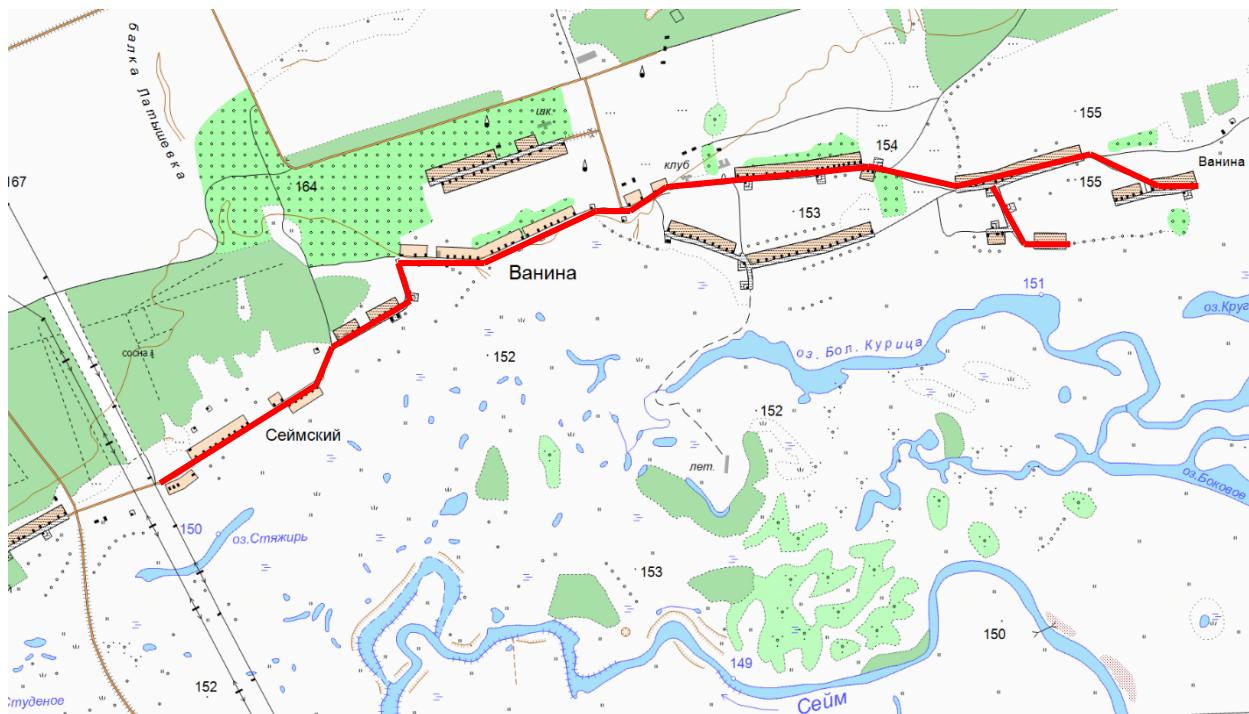 балка Латышевка
167
164
шк.
клуб
154
155
155
Ванина
153
Ванина
151
оз.Круг
оз. Бол. Курица
сосна
152
Сеймский
152
лет.
оз.Боковое
150
оз.Стяжирь
153
150
149
Сейм
152
Студеное